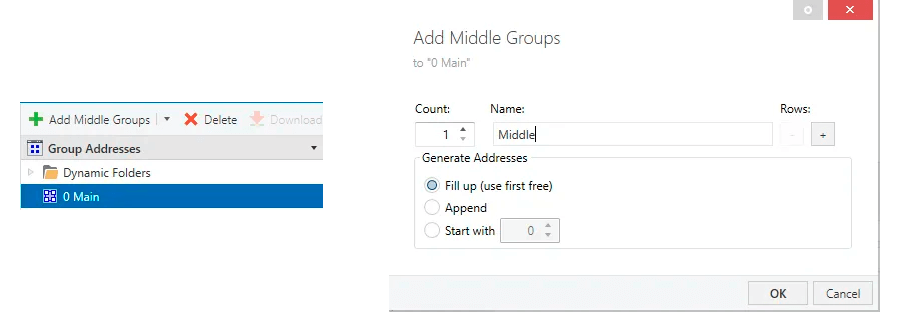 Add Middle Groups
Delete
Download
Group Addresses
Dynamic Folders
0 Main
Add Middle Groups
to "0 Main"
Count:
Name:
Rows:
1
Middle
-
+
Generate Addresses
Fill up (use first free)
Append
Start with
0
OK
Cancel